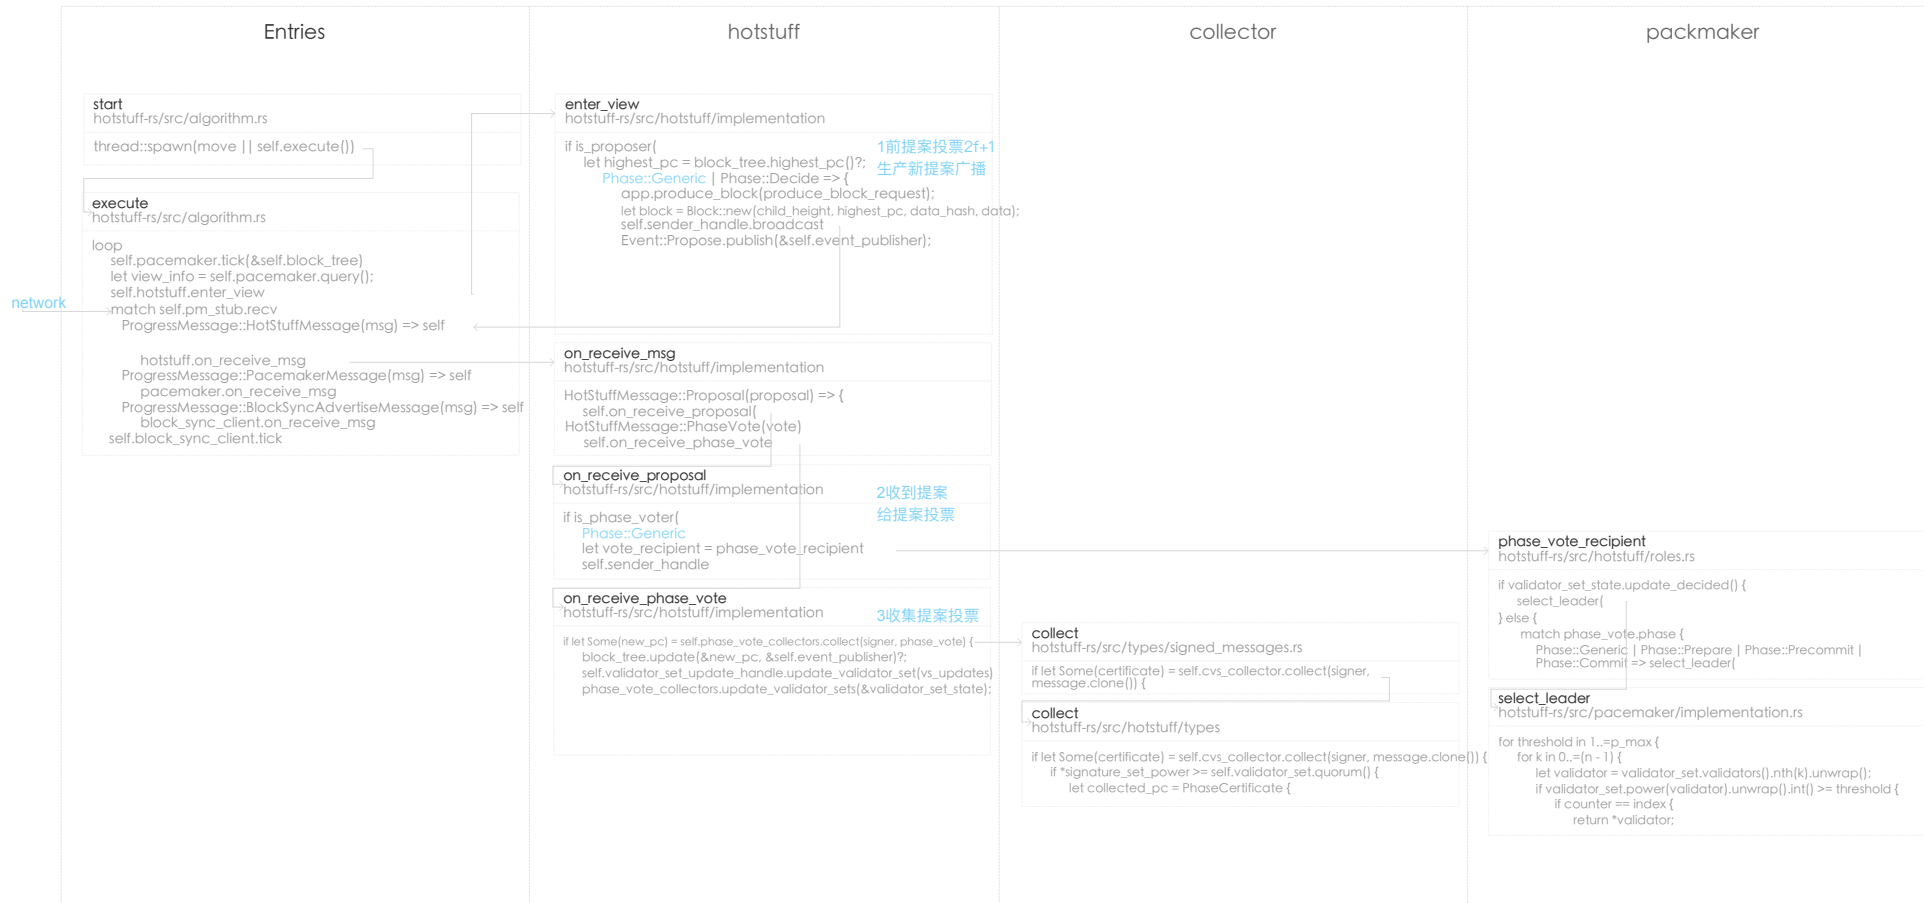 Entries
hotstuff
collector
packmaker
start
hotstuff-rs/src/algorithm.rs
thread::spawn(move || self.execute())
execute
hotstuff-rs/src/algorithm.rs
loop
self.pacemaker.tick(&self.block_tree)
let view_info = self.pacemaker.query();
self.hotstuff.enter_view
network
match self.pm_stub.recv
ProgressMessage::HotStuffMessage(msg) => self
hotstuff.on_receive_msg
ProgressMessage::PacemakerMessage(msg) => self
pacemaker.on_receive_msg
ProgressMessage::BlockSyncAdvertiseMessage(msg) => self
block_sync_client.on_receive_msg
self.block_sync_client.tick
enter_view
hotstuff-rs/src/hotstuff/implementation
if is_proposer(
1前提案投票2f+1
let highest_pc = block_tree.highest_pc()?;
生产新提案广播
Phase::Generic | Phase::Decide => {
app.produce_block(produce_block_request);
let block = Block::new(child_height, highest_pc, data_hash, data);
self.sender_handle.broadcast
Event::Propose.publish(&self.event_publisher);
on_receive_msg
hotstuff-rs/src/hotstuff/implementation
HotStuffMessage::Proposal(proposal) => {
self.on_receive_proposal(
HotStuffMessage::PhaseVote(vote)
self.on_receive_phase_vote
on_receive_proposal
hotstuff-rs/src/hotstuff/implementation
2收到提案
给提案投票
if is_phase_voter(
Phase::Generic
let vote_recipient = phase_vote_recipient
self.sender_handle
on_receive_phase_vote
hotstuff-rs/src/hotstuff/implementation
3收集提案投票
if let Some(new_pc) = self.phase_vote_collectors.collect(signer, phase_vote) {
block_tree.update(&new_pc, &self.event_publisher)?;
self.validator_set_update_handle.update_validator_set(vs_updates)
phase_vote_collectors.update_validator_sets(&validator_set_state);
collect
hotstuff-rs/src/types/signed_messages.rs
if let Some(certificate) = self.cvs_collector.collect(signer,
message.clone()) {
collect
hotstuff-rs/src/hotstuff/types
if let Some(certificate) = self.cvs_collector.collect(signer, message.clone()) {
if *signature_set_power >= self.validator_set.quorum() {
let collected_pc = PhaseCertificate {
phase_vote_recipient
hotstuff-rs/src/hotstuff/roles.rs
if validator_set_state.update_decided() {
select_leader(
} else {
match phase_vote.phase {
Phase::Generic | Phase::Prepare | Phase::Precommit |
Phase::Commit => select_leader(
select_leader
hotstuff-rs/src/pacemaker/implementation.rs
for threshold in 1..=p_max {
for k in 0..=(n - 1) {
let validator = validator_set.validators().nth(k).unwrap();
if validator_set.power(validator).unwrap().int() >= threshold {
if counter == index {
return *validator;